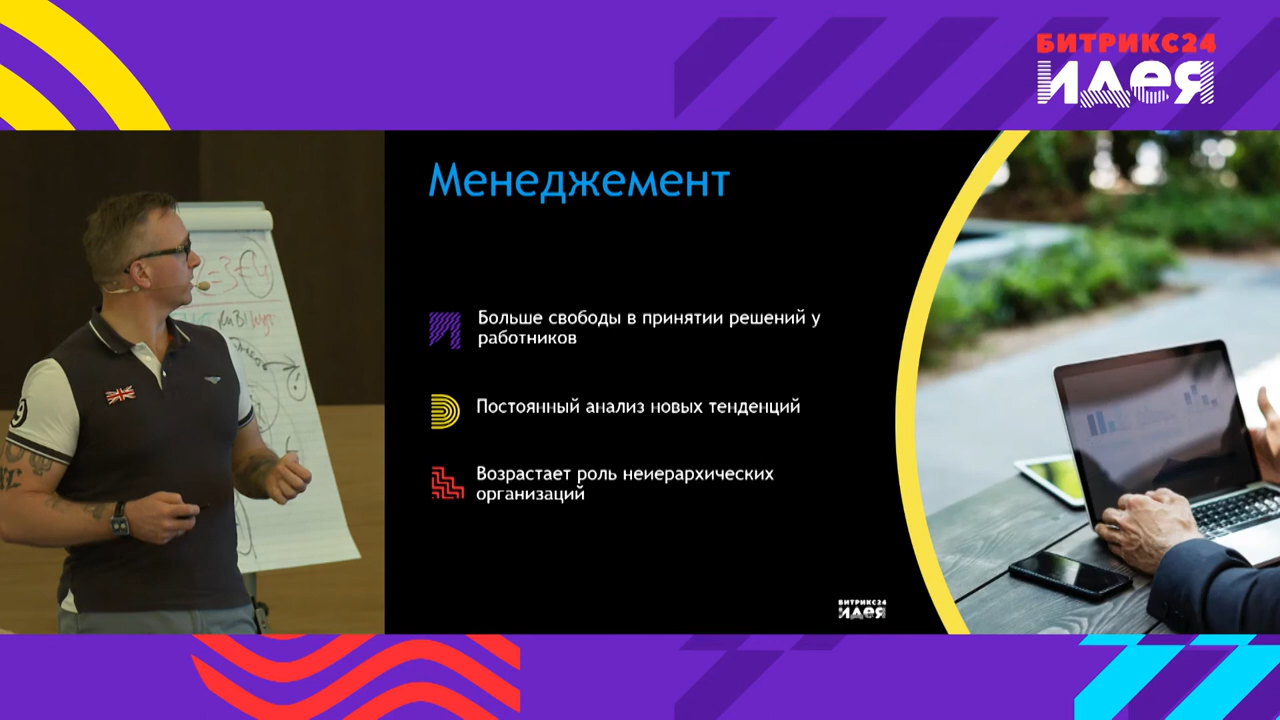 БИТРИКС24
идея
Менеджмент
Больше свободы в принятии решений у
работников
Постоянный анализ новых тенденций
Возрастает роль неиерархических
организаций
БИТРИКС24
идея